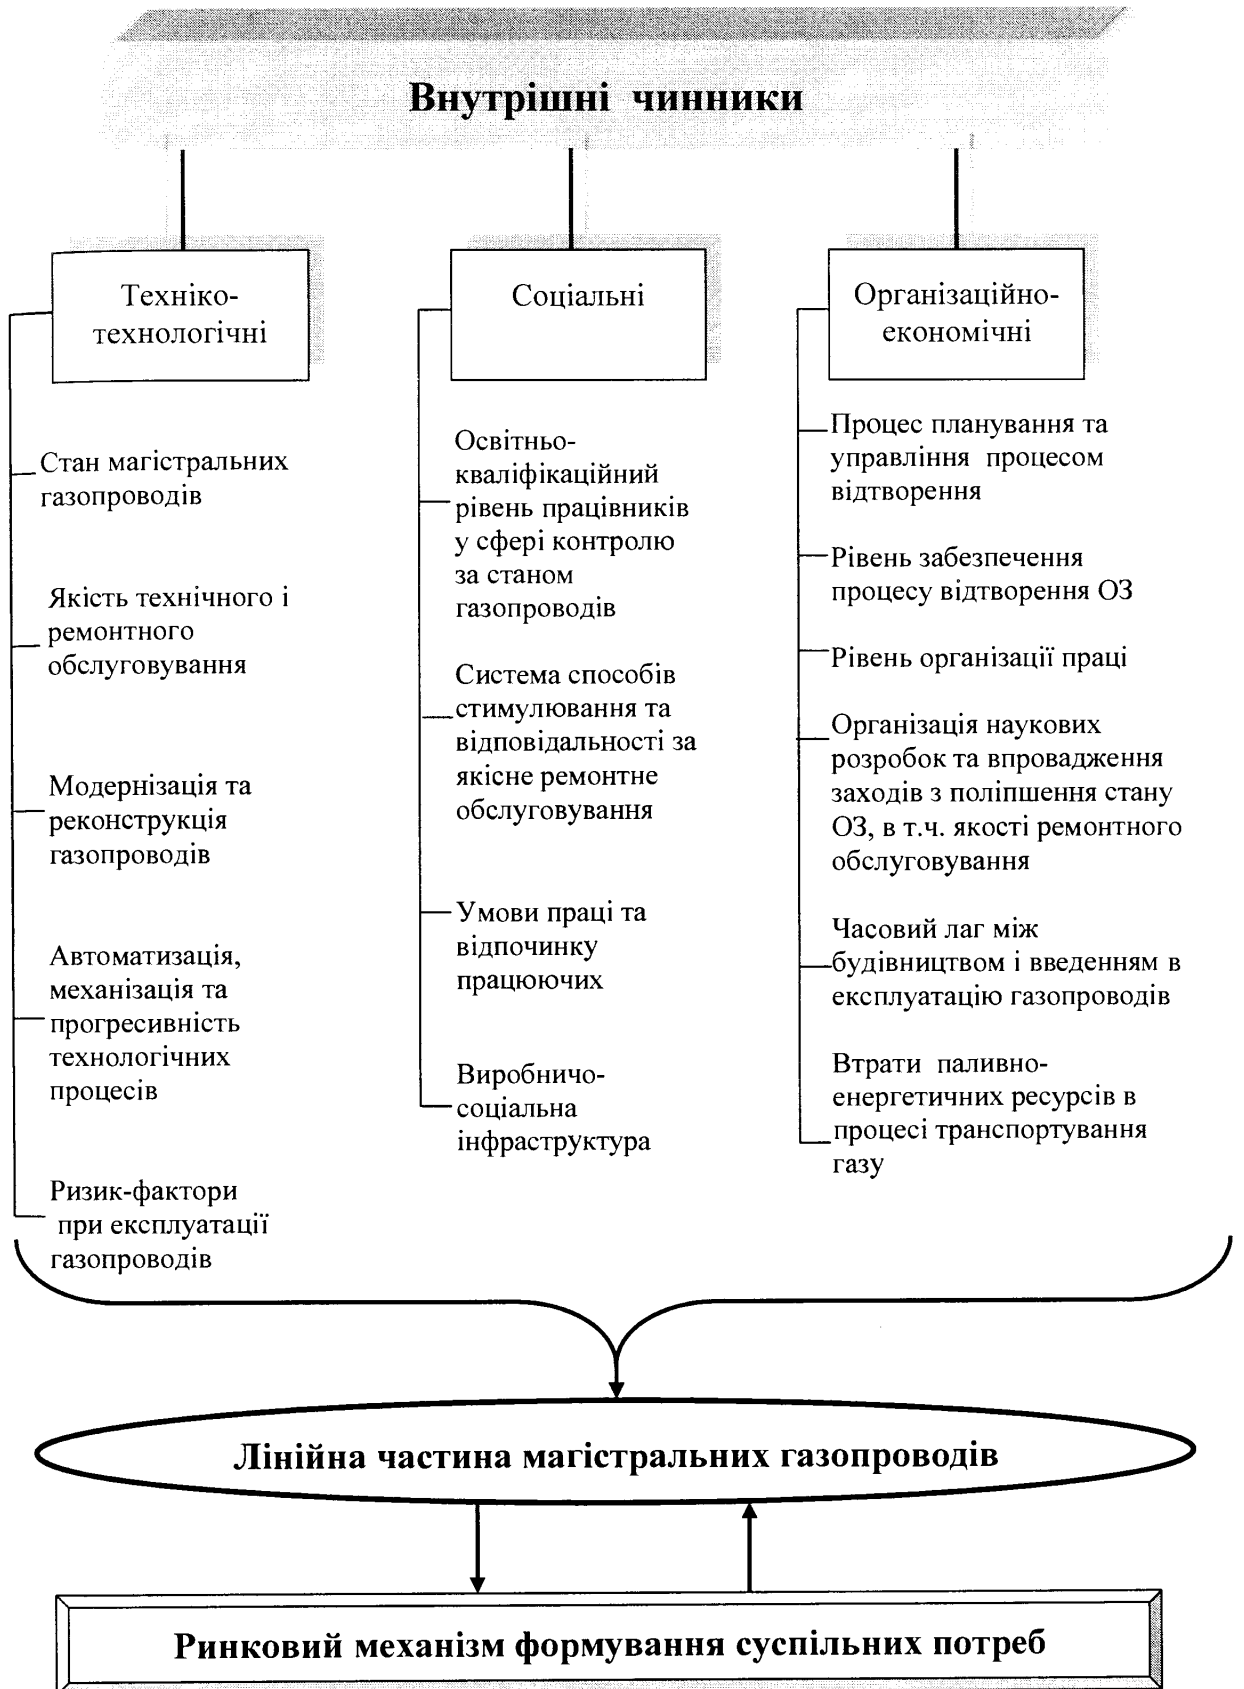 Внутрішні чинники
Техніко-
технологічні
Стан магістральних
газопроводів
Якість технічного і
ремонтного
обслуговування
Модернізація та
реконструкція
газопроводів
Автоматизація,
механізація та
прогресивність
технологічних
процесів
Ризик-фактори
при експлуатації
газопроводів
Соціальні
Освітньо-
кваліфікаційний
рівень працівників
у сфері контролю
за станом
газопроводів
Система способів
стимулювання та
відповідальності за
якісне ремонтне
обслуговування
Умови праці та
відпочинку
працюючих
Виробничо-
соціальна
інфраструктура
Організаційно-
економічні
Процес планування та
управління процесом
відтворення
Рівень забезпечення
процесу відтворення ОЗ
Рівень організації праці
Організація наукових
розробок та впровадження
заходів з поліпшення стану
ОЗ, в т.ч. якості ремонтного
обслуговування
Часовий лаг між
будівництвом і введенням в
експлуатацію газопроводів
Втрати паливно-
енергетичних ресурсів в
процесі транспортування
газу
Лінійна частина магістральних газопроводів
Ринковий механізм формування суспільних потреб